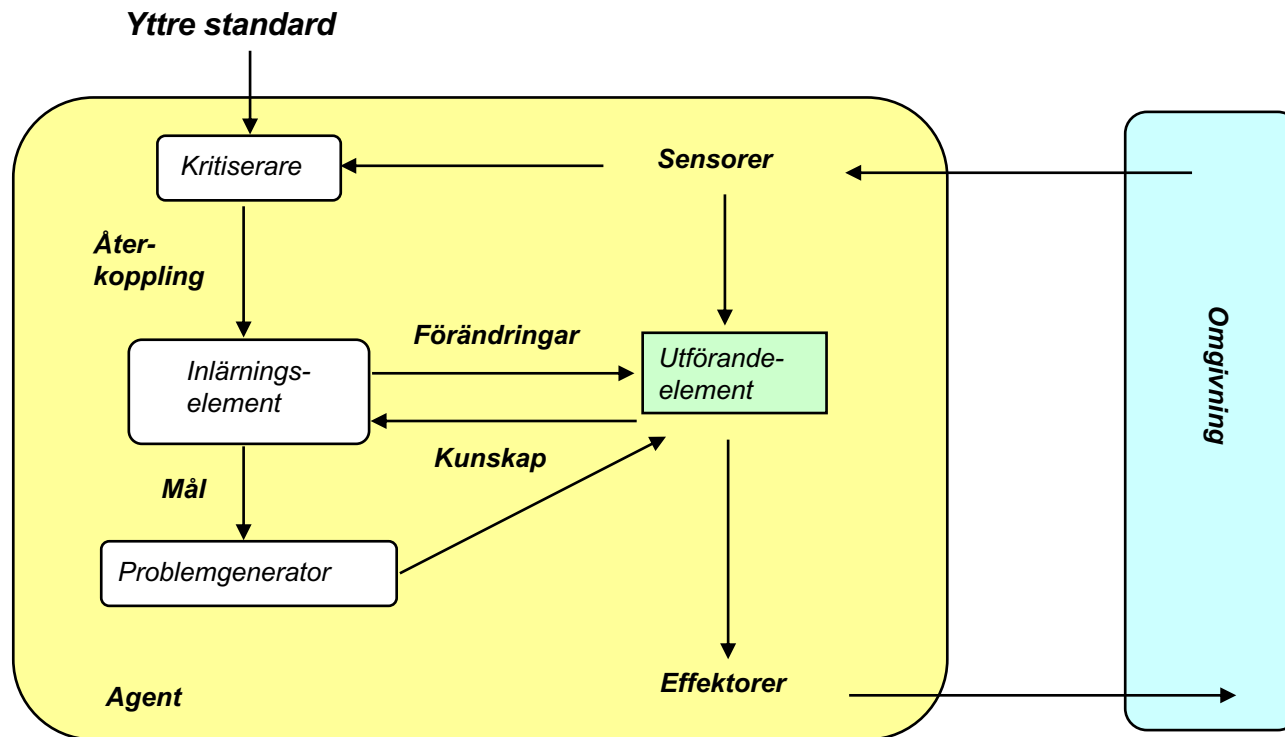 Yttre standard
Kritiserare
Sensorer
Åter-
koppling
Förändringar
Inlärnings-
element
Utförande-
element
Omgivning
Kunskap
Mål
Problemgenerator
Agent
Effektorer